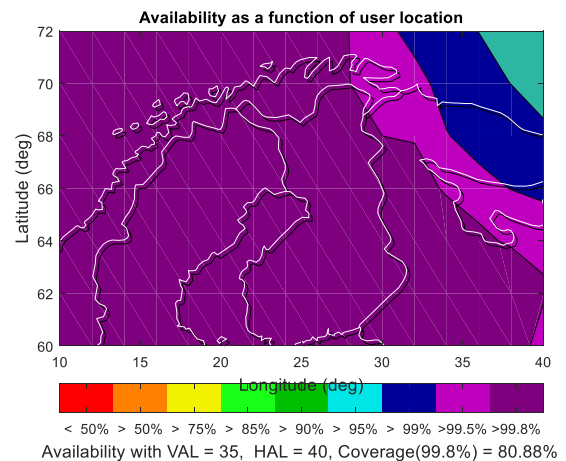 Availability as a function of user location
Latitude (deg)
72
70
68
66
64
62
60
10 15 20 25 30 35 40
Longitude (deg)
< 50% > 50% > 75% > 85% > 90% > 95% > 99% >99.5% >99.8%
Availability with VAL = 35, HAL = 40, Coverage(99.8%) = 80.88%